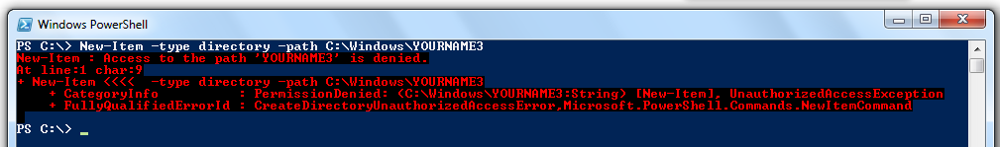 Windows PowerShell
PS C:\> New-Item -type directory -path C:\Windows\YOURNAME3
New-Item : Access to the path 'YOURNAME3' is denied.
At line:1 char:9
+ New-Item <<<<  -type directory -path C:\Windows\YOURNAME3
    + CategoryInfo          : PermissionDenied: (C:\Windows\YOURNAME3:String) [New-Item], UnauthorizedAccessException
    + FullyQualifiedErrorId : CreateDirectoryUnauthorizedAccessError,Microsoft.PowerShell.Commands.NewItemCommand
PS C:\> _